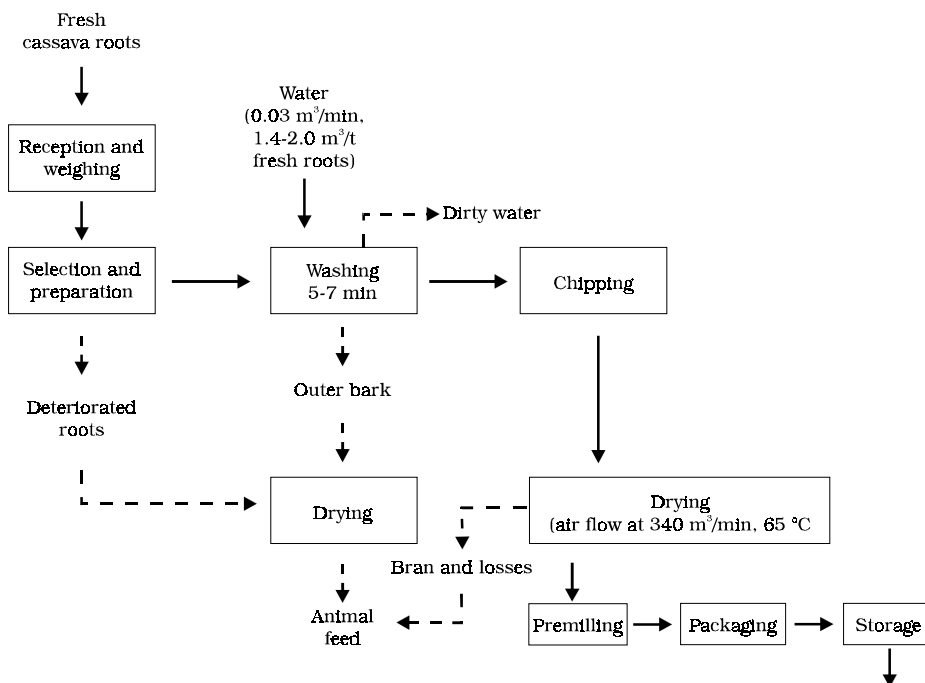 Fresh
cassava roots
Water
(0.03 m³/min,
1.4-2.0 m³/t
fresh roots)
Reception and
weighing
Dirty water
Selection and
preparation
Washing
5-7 min
Chipping
Outer bark
Deteriorated
roots
Drying
Drying
(air flow at 340 m³/min, 65 °C
Bran and losses
Animal
feed
Premilling
Packaging
Storage